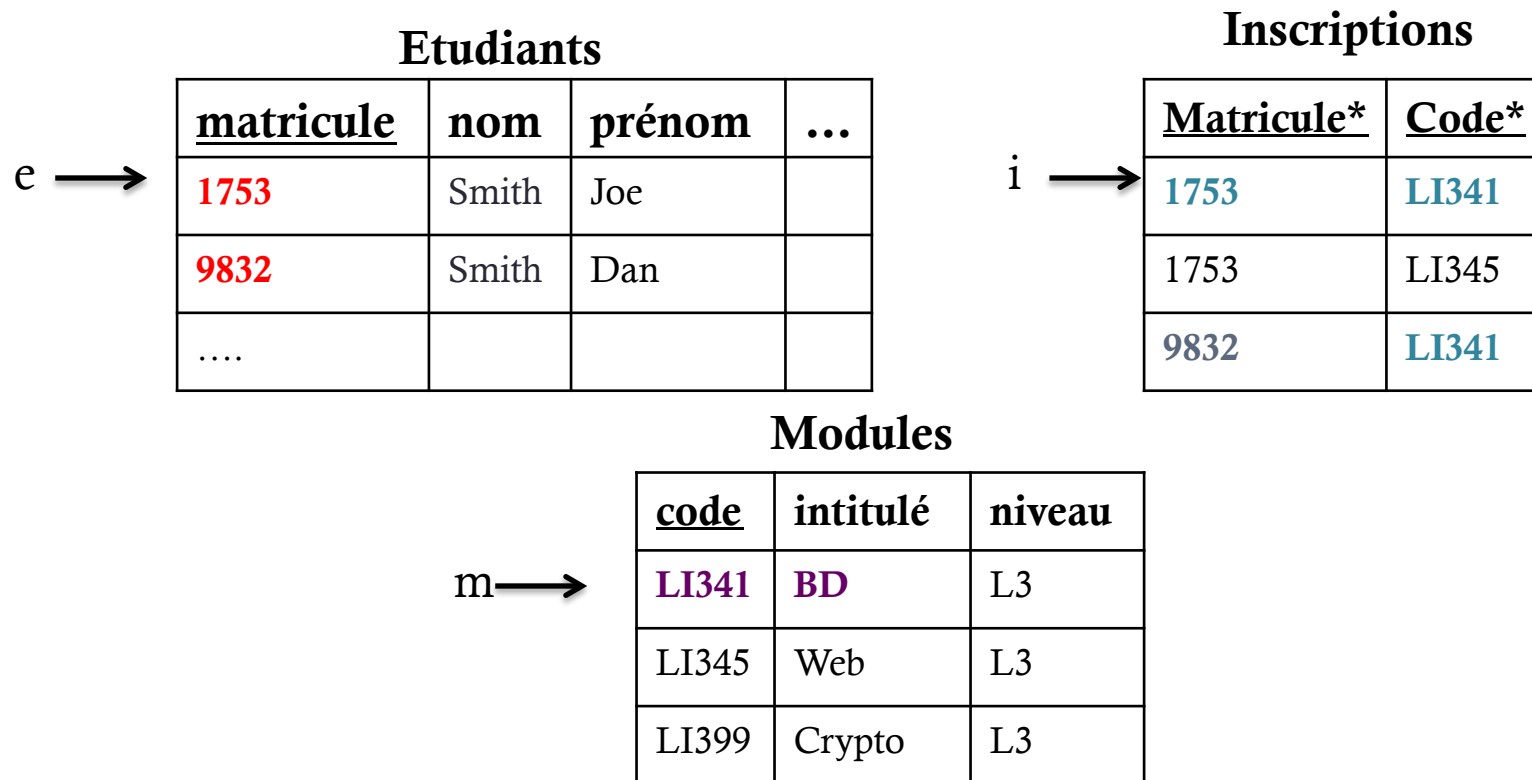 Etudiants
matricule nom prénom ...
e 1753 Smith Joe
9832 Smith Dan
....
Inscriptions
Matricule* Code*
i 1753 LI341
1753 LI345
9832 LI341
Modules
code intitulé niveau
m LI341 BD L3
LI345 Web L3
LI399 Crypto L3